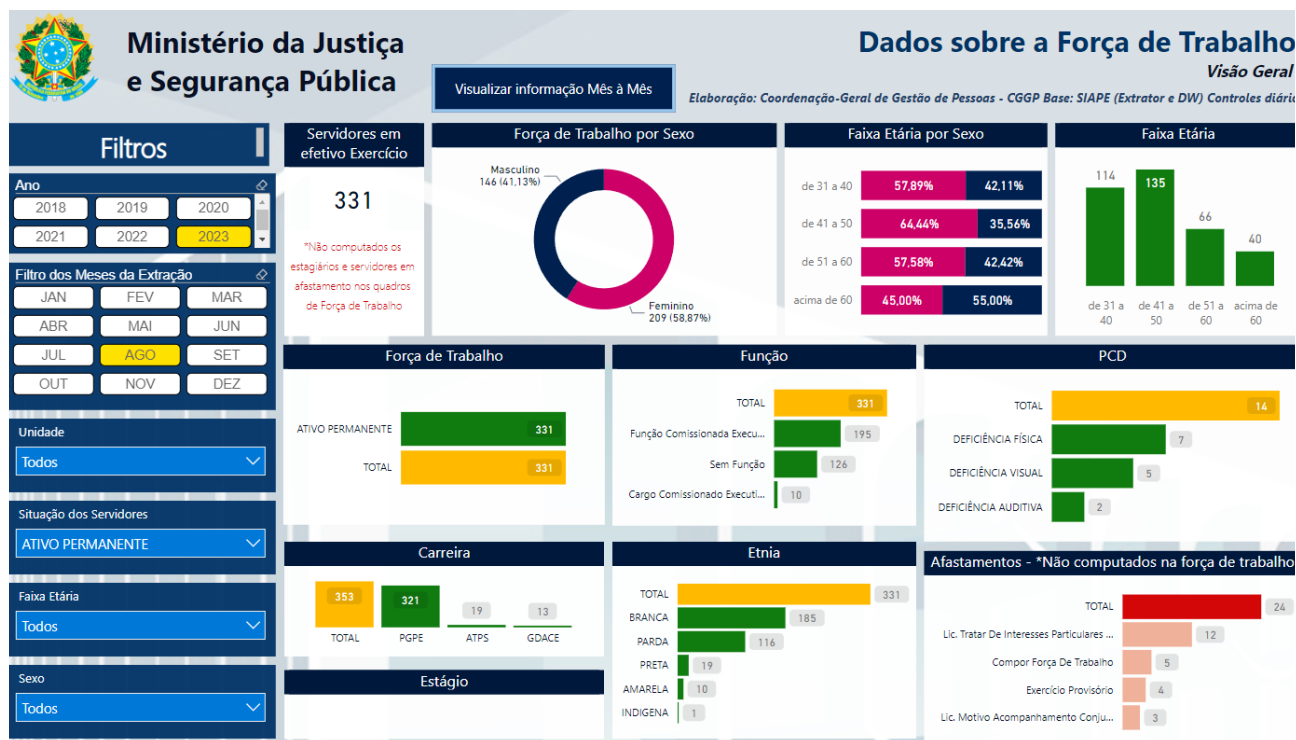 Ministério da Justiça
e Segurança Pública
Visualizar informação Mês à Mês
Dados sobre a Força de Trabalho
Visão Geral
Elaboração: Coordenação-Geral de Gestão de Pessoas - CGGP Base: SIAPE (Extrator e DW) Controles diário
Filtros
Ano
2018 2019 2020
2021 2022 2023
Filtro dos Meses da Extração
JAN FEV MAR
ABR MAI JUN
JUL AGO SET
OUT NOV DEZ
Unidade
Todos
Situação dos Servidores
ATIVO PERMANENTE
Faixa Etária
Todos
Sexo
Todos
Servidores em
efetivo Exercício
331
*Não computados os
estagiários e servidores em
afastamento nos quadros
de Força de Trabalho
Força de Trabalho por Sexo
Masculino
146 (41,13%)
Feminino
209 (58,87%)
Faixa Etária por Sexo
de 31 a 40 57,89% 42,11%
de 41 a 50 64,44% 35,56%
de 51 a 60 57,58% 42,42%
acima de 60 45,00% 55,00%
Faixa Etária
114 135 66 40
de 31 a de 41 a de 51 a acima de
40 50 60 60
Força de Trabalho
ATIVO PERMANENTE 331
TOTAL 331
Função
TOTAL 331
Função Comissionada Execu... 195
Sem Função 126
Cargo Comissionado Executi... 10
PCD
TOTAL 14
DEFICIÊNCIA FÍSICA 7
DEFICIÊNCIA VISUAL 5
DEFICIÊNCIA AUDITIVA 2
Carreira
353 321 19 13
TOTAL PGPE ATPS GDACE
Estágio
Etnia
TOTAL 331
BRANCA 185
PARDA 116
PRETA 19
AMARELA 10
INDIGENA 1
Afastamentos - *Não computados na força de trabalho
TOTAL 24
Lic. Tratar De Interesses Particulares ... 12
Compor Força De Trabalho 5
Exercício Provisório 4
Lic. Motivo Acompanhamento Conju... 3